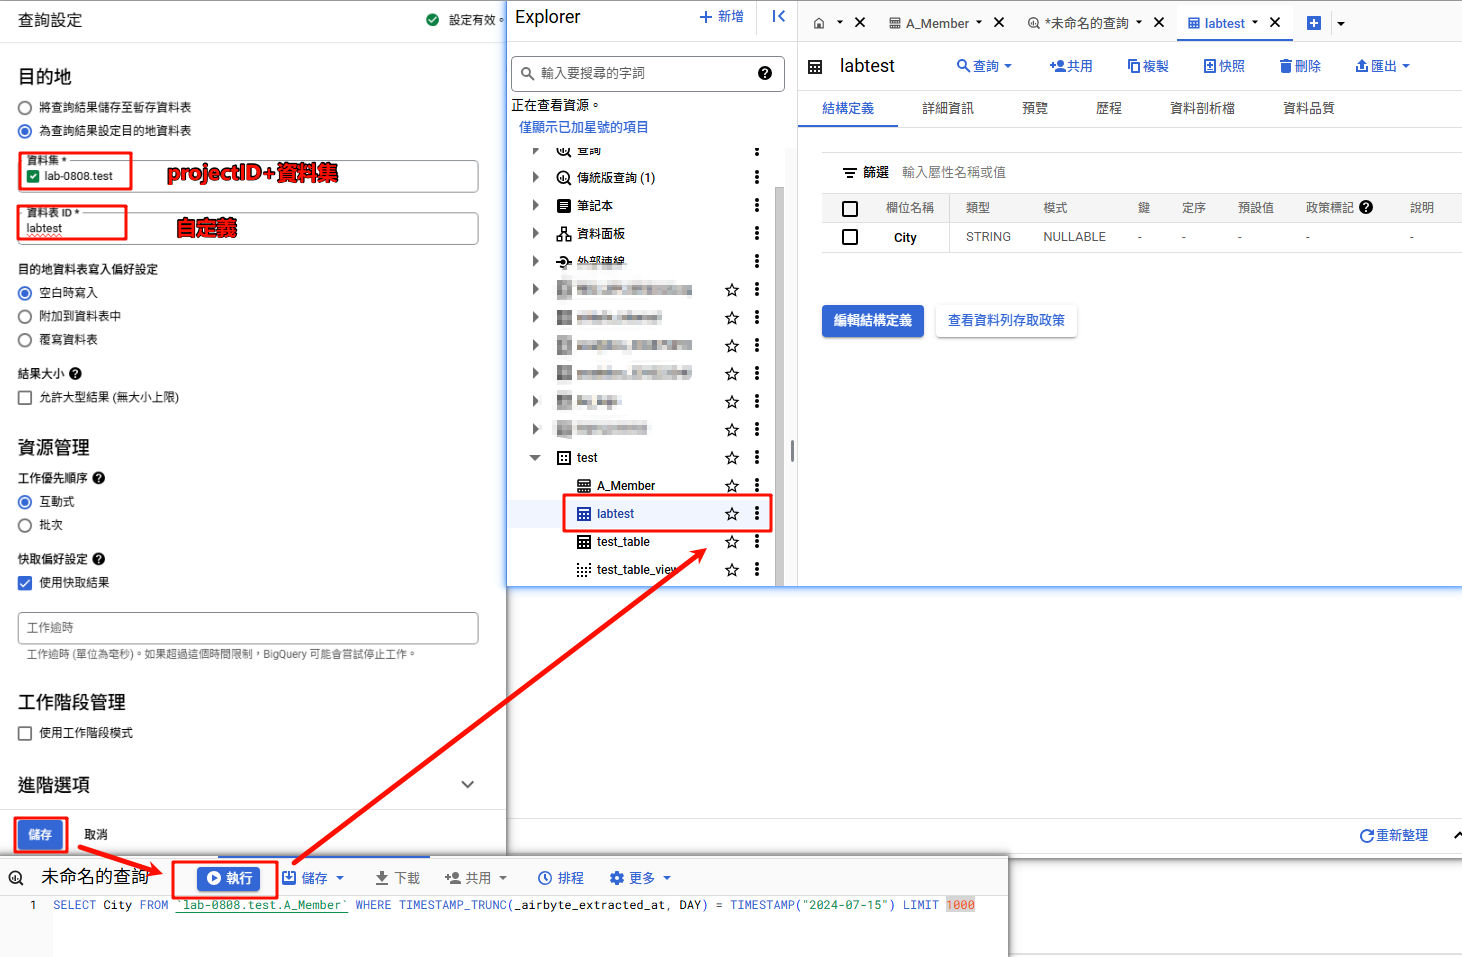 查詢設定
設定有效。
目的地
將查詢結果儲存至暫存資料表
為查詢結果設定目的地資料表
資料集 *
lab-0808.test
projectID+資料集
資料表 ID *
labtest
自定義
目的地資料表寫入偏好設定
空白時寫入
附加到資料表中
覆寫資料表
結果大小
允許大型結果 (無大小上限)
資源管理
工作優先順序
互動式
批次
快取偏好設定
使用快取結果
工作逾時
工作逾時 (單位為毫秒)。如果超過這個時間限制，BigQuery 可能會嘗試停止工作。
工作階段管理
使用工作階段模式
進階選項
儲存
取消
Explorer
新增
輸入要搜尋的字詞
正在查看資源。
僅顯示已加星號的項目
查詢
傳統版查詢 (1)
筆記本
資料面板
外部連線
test
A_Member
labtest
test_table
test_table_view
A_Member
*未命名的查詢
labtest
labtest
查詢
共用
複製
快照
刪除
匯出
結構定義
詳細資訊
預覽
歷程
資料剖析檔
資料品質
篩選
輸入屬性名稱或值
欄位名稱 類型 模式 鍵 定序 預設值 政策標記 說明
City STRING NULLABLE - - - - -
編輯結構定義
查看資料列存取政策
重新整理
未命名的查詢
執行
儲存
下載
共用
排程
更多
1 SELECT City FROM `lab-0808.test.A_Member` WHERE TIMESTAMP_TRUNC(_airbyte_extracted_at, DAY) = TIMESTAMP("2024-07-15") LIMIT 1000